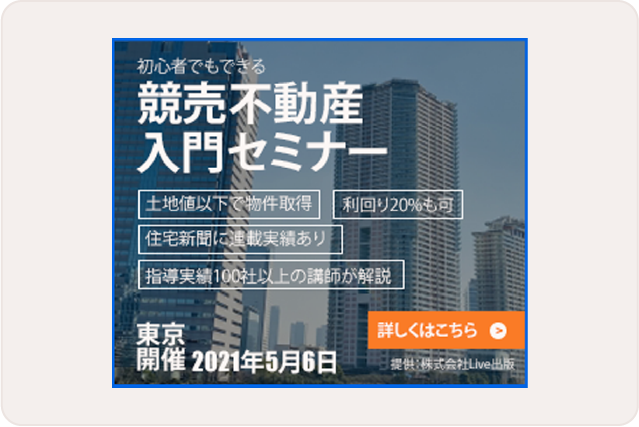 初心者でもできる
競売不動産
入門セミナー
土地値以下で物件取得
利回り20%も可
住宅新聞に連載実績あり
指導実績100社以上の講師が解説
詳しくはこちら
東京
開催 2021年5月6日
提供:株式会社Live出版